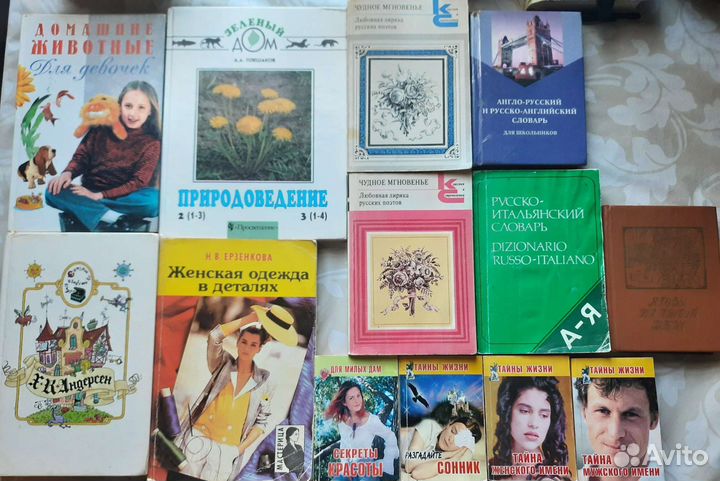 ДОМАШНИЕ
ЖИВОТНЫЕ
Для девочек
ЗЕЛЕНЫЙ
ДОМ
А.А. ПЛЕШАКОВ
ПРИРОДОВЕДЕНИЕ
2 (1-3)
3 (1-4)
«Просвещение»
ЧУДНОЕ МГНОВЕНЬЕ
Любовная лирика
русских поэтов
АНГЛО-РУССКИЙ
И РУССКО-АНГЛИЙСКИЙ
СЛОВАРЬ
ДЛЯ ШКОЛЬНИКОВ
Х·К·Андерсен
Н.В. ЕРЗЕНКОВА
Женская одежда
в деталях
МАСТЕРИЦА
ЧУДНОЕ МГНОВЕНЬЕ
Любовная лирика
русских поэтов
РУССКО-
ИТАЛЬЯНСКИЙ
СЛОВАРЬ
DIZIONARIO
RUSSO-ITALIANO
А-Я
ДЛЯ МИЛЫХ ДАМ
СЕКРЕТЫ
КРАСОТЫ
ТАЙНЫ ЖИЗНИ
РАЗГАДАЙТЕ
СОННИК
ТАЙНЫ ЖИЗНИ
ТАЙНА
ЖЕНСКОГО ИМЕНИ
ТАЙНЫ ЖИЗНИ
ТАЙНА
МУЖСКОГО ИМЕНИ
Avito